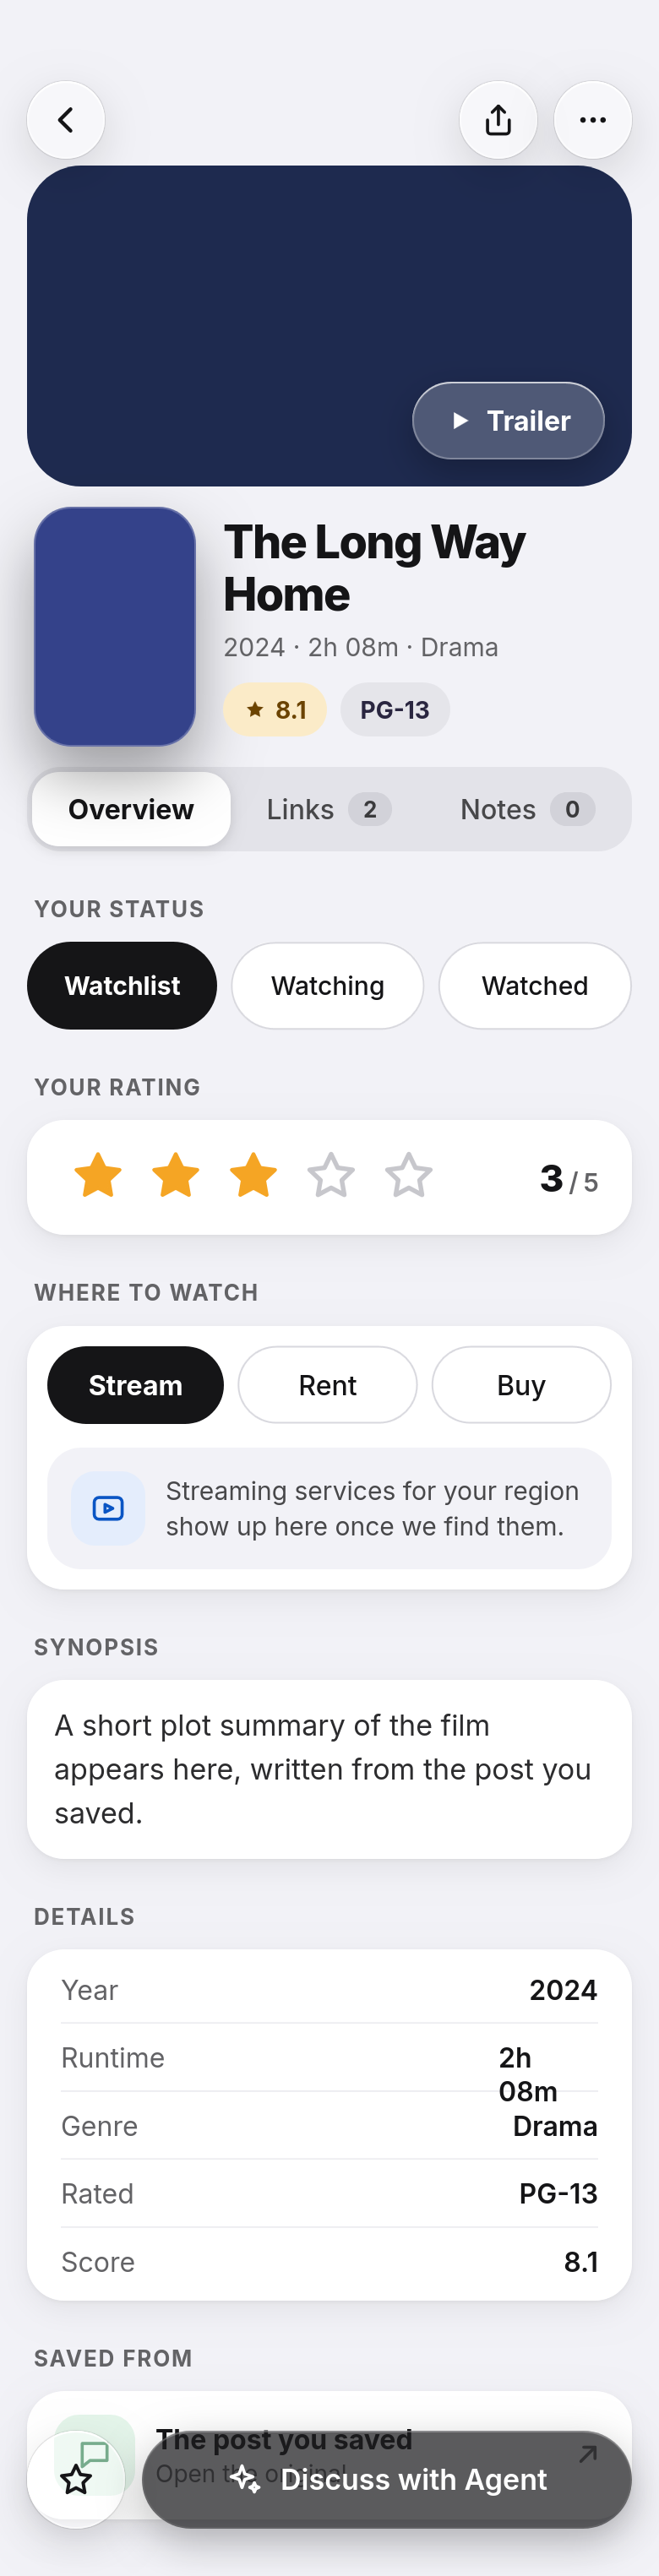 Trailer
The Long Way
Home
2024 · 2h 08m · Drama
8.1 PG-13
Overview Links 2 Notes 0
YOUR STATUS
Watchlist Watching Watched
YOUR RATING
3 / 5
WHERE TO WATCH
Stream Rent Buy
Streaming services for your region
show up here once we find them.
SYNOPSIS
A short plot summary of the film
appears here, written from the post you
saved.
DETAILS
Year 2024
Runtime 2h
08m
Genre Drama
Rated PG-13
Score 8.1
SAVED FROM
The post you saved
Open the original
Discuss with Agent